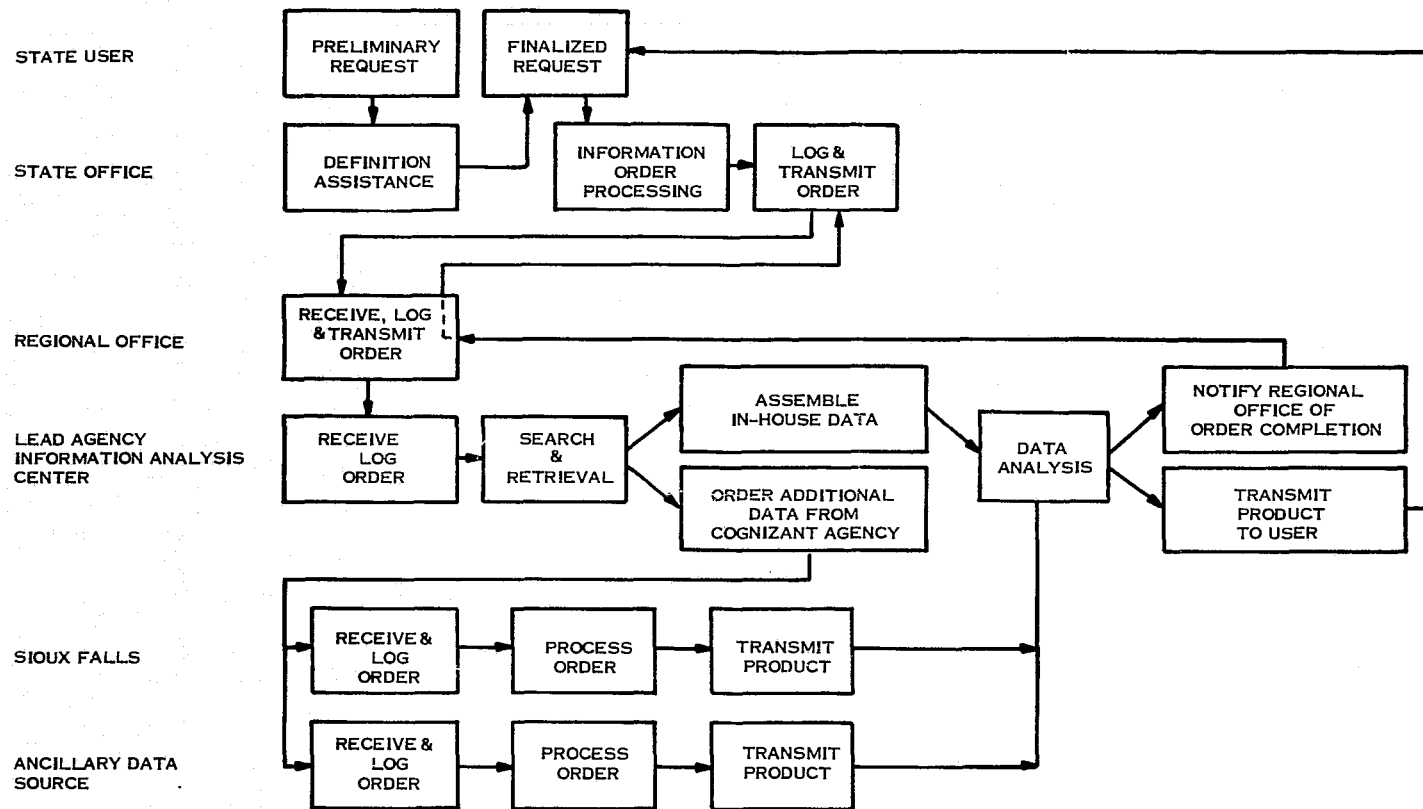 STATE USER
PRELIMINARY
REQUEST
FINALIZED
REQUEST
STATE OFFICE
DEFINITION
ASSISTANCE
INFORMATION
ORDER
PROCESSING
LOG &
TRANSMIT
ORDER
REGIONAL OFFICE
RECEIVE, LOG
& TRANSMIT
ORDER
LEAD AGENCY
INFORMATION ANALYSIS
CENTER
RECEIVE
LOG
ORDER
SEARCH
&
RETRIEVAL
ASSEMBLE
IN-HOUSE DATA
ORDER ADDITIONAL
DATA FROM
COGNIZANT AGENCY
DATA
ANALYSIS
NOTIFY REGIONAL
OFFICE OF
ORDER COMPLETION
TRANSMIT
PRODUCT
TO USER
SIOUX FALLS
RECEIVE &
LOG
ORDER
PROCESS
ORDER
TRANSMIT
PRODUCT
ANCILLARY DATA
SOURCE
RECEIVE &
LOG
ORDER
PROCESS
ORDER
TRANSMIT
PRODUCT